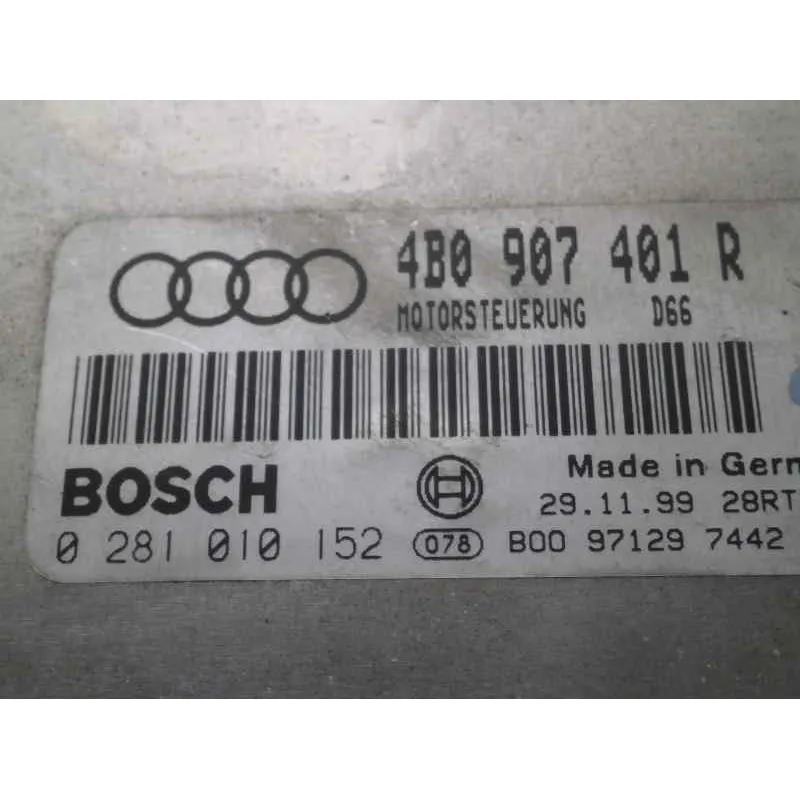 4B0 907 401 R
MOTORSTEUERUNG D66
BOSCH
Made in Germ
29.11.99 28RT
0 281 010 152 078 B00 97129 7442